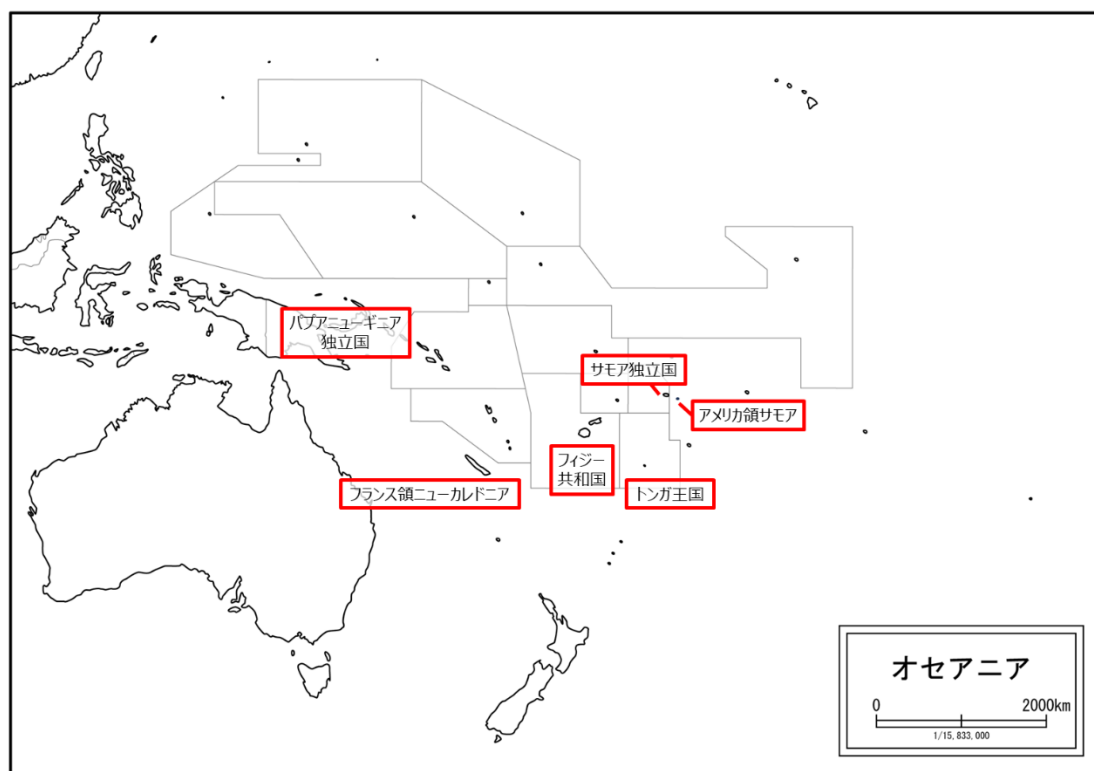 パプアニューギニア
独立国
サモア独立国
アメリカ領サモア
フィジー
共和国
フランス領ニューカレドニア
トンガ王国
オセアニア
0 2000km
1/15,833,000